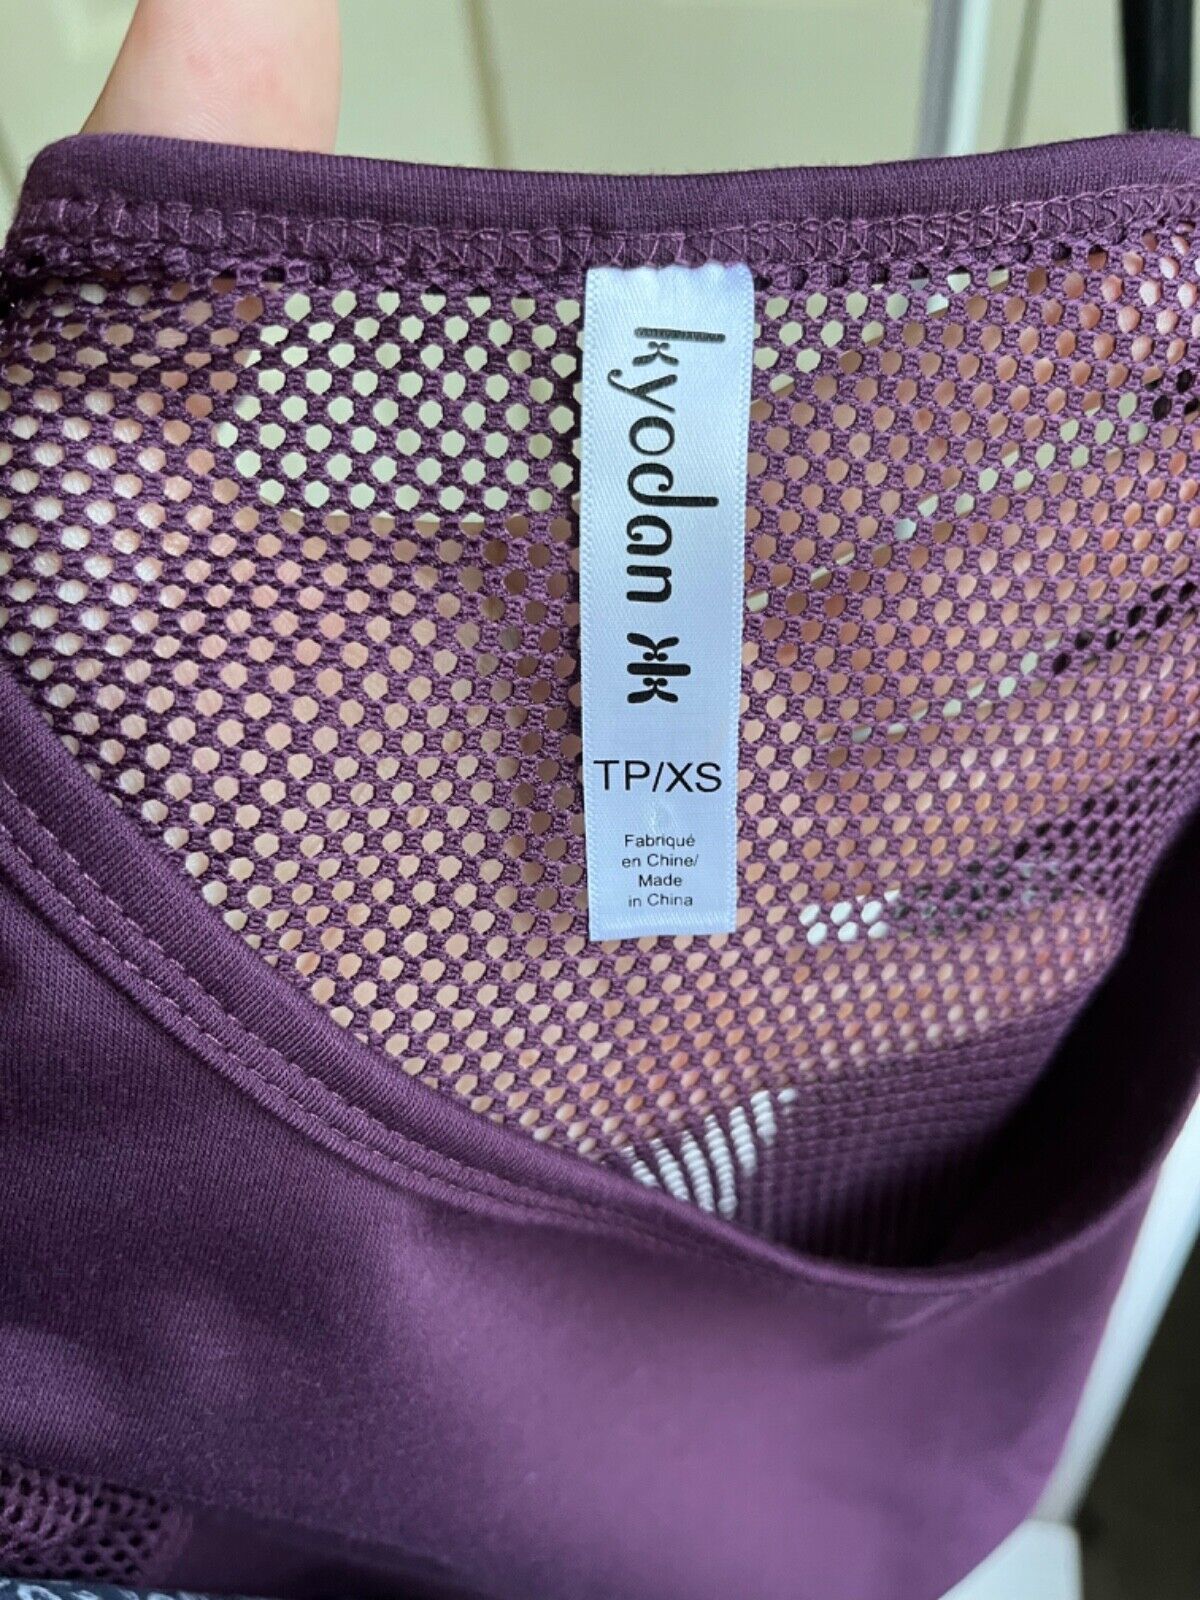 kyodan
TP/XS
Fabriqué
en Chine/
Made
in China